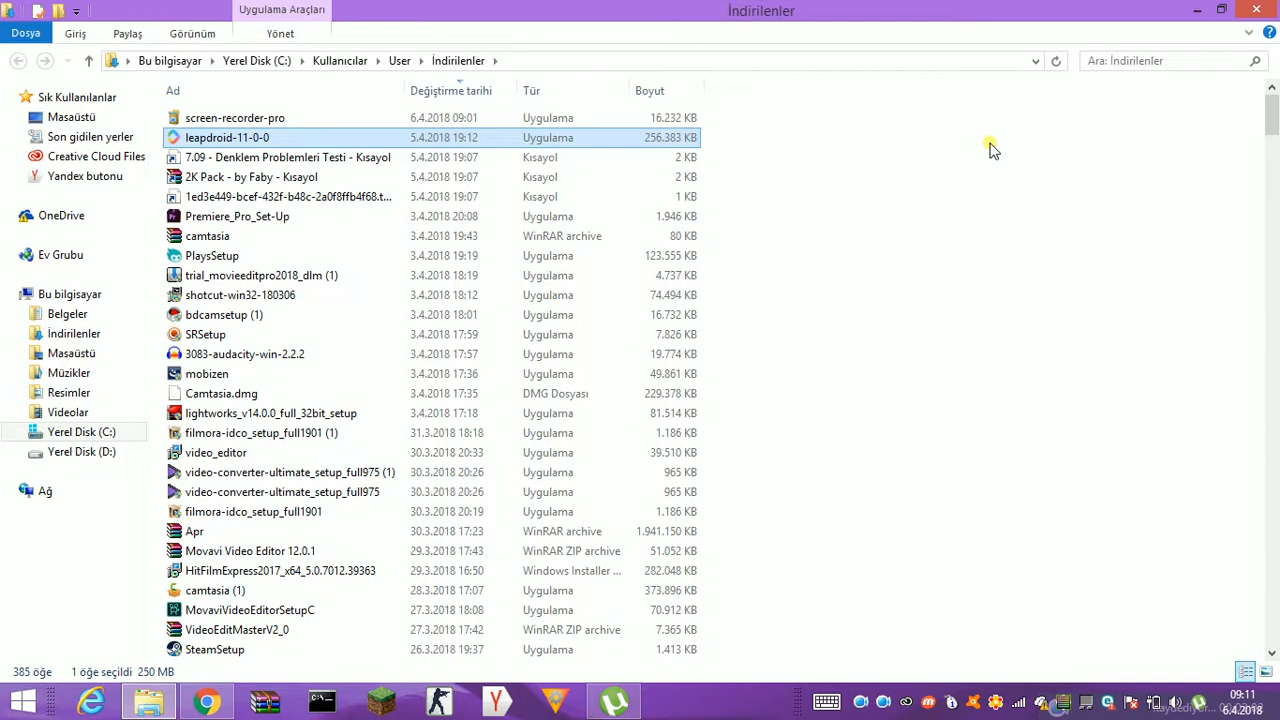 Uygulama Araçları
İndirilenler
Dosya Giriş Paylaş Görünüm Yönet
Bu bilgisayar Yerel Disk (C:) Kullanıcılar User İndirilenler
Ara: İndirilenler
Ad Değiştirme tarihi Tür Boyut
Sık Kullanılanlar
Masaüstü
Son gidilen yerler
Creative Cloud Files
Yandex butonu
OneDrive
Ev Grubu
Bu bilgisayar
Belgeler
İndirilenler
Masaüstü
Müzikler
Resimler
Videolar
Yerel Disk (C:)
Yerel Disk (D:)
Ağ
screen-recorder-pro 6.4.2018 09:01 Uygulama 16.232 KB
leapdroid-11-0-0 5.4.2018 19:12 Uygulama 256.383 KB
7.09 - Denklem Problemleri Testi - Kısayol 5.4.2018 19:07 Kısayol 2 KB
2K Pack - by Faby - Kısayol 5.4.2018 19:07 Kısayol 2 KB
1ed3e449-bcef-432f-b48c-2a0f8ffb4f68.t... 5.4.2018 19:07 Kısayol 1 KB
Premiere_Pro_Set-Up 3.4.2018 20:08 Uygulama 1.946 KB
camtasia 3.4.2018 19:43 WinRAR archive 80 KB
PlaysSetup 3.4.2018 19:19 Uygulama 123.555 KB
trial_movieeditpro2018_dlm (1) 3.4.2018 18:19 Uygulama 4.737 KB
shotcut-win32-180306 3.4.2018 18:12 Uygulama 74.494 KB
bdcamsetup (1) 3.4.2018 18:01 Uygulama 16.732 KB
SRSetup 3.4.2018 17:59 Uygulama 7.826 KB
3083-audacity-win-2.2.2 3.4.2018 17:57 Uygulama 19.774 KB
mobizen 3.4.2018 17:36 Uygulama 49.861 KB
Camtasia.dmg 3.4.2018 17:35 DMG Dosyası 229.378 KB
lightworks_v14.0.0_full_32bit_setup 3.4.2018 17:18 Uygulama 81.514 KB
filmora-idco_setup_full1901 (1) 31.3.2018 18:18 Uygulama 1.186 KB
video_editor 30.3.2018 20:33 Uygulama 39.510 KB
video-converter-ultimate_setup_full975 (1) 30.3.2018 20:26 Uygulama 965 KB
video-converter-ultimate_setup_full975 30.3.2018 20:26 Uygulama 965 KB
filmora-idco_setup_full1901 30.3.2018 20:19 Uygulama 1.186 KB
Apr 30.3.2018 17:23 WinRAR archive 1.941.150 KB
Movavi Video Editor 12.0.1 29.3.2018 17:43 WinRAR ZIP archive 51.052 KB
HitFilmExpress2017_x64_5.0.7012.39363 29.3.2018 16:50 Windows Installer ... 282.048 KB
camtasia (1) 28.3.2018 17:07 Uygulama 373.896 KB
MovaviVideoEditorSetupC 27.3.2018 18:08 Uygulama 70.912 KB
VideoEditMasterV2_0 27.3.2018 17:42 WinRAR ZIP archive 7.365 KB
SteamSetup 26.3.2018 19:37 Uygulama 1.413 KB
385 öğe 1 öğe seçildi 250 MB
09:11
6.4.2018